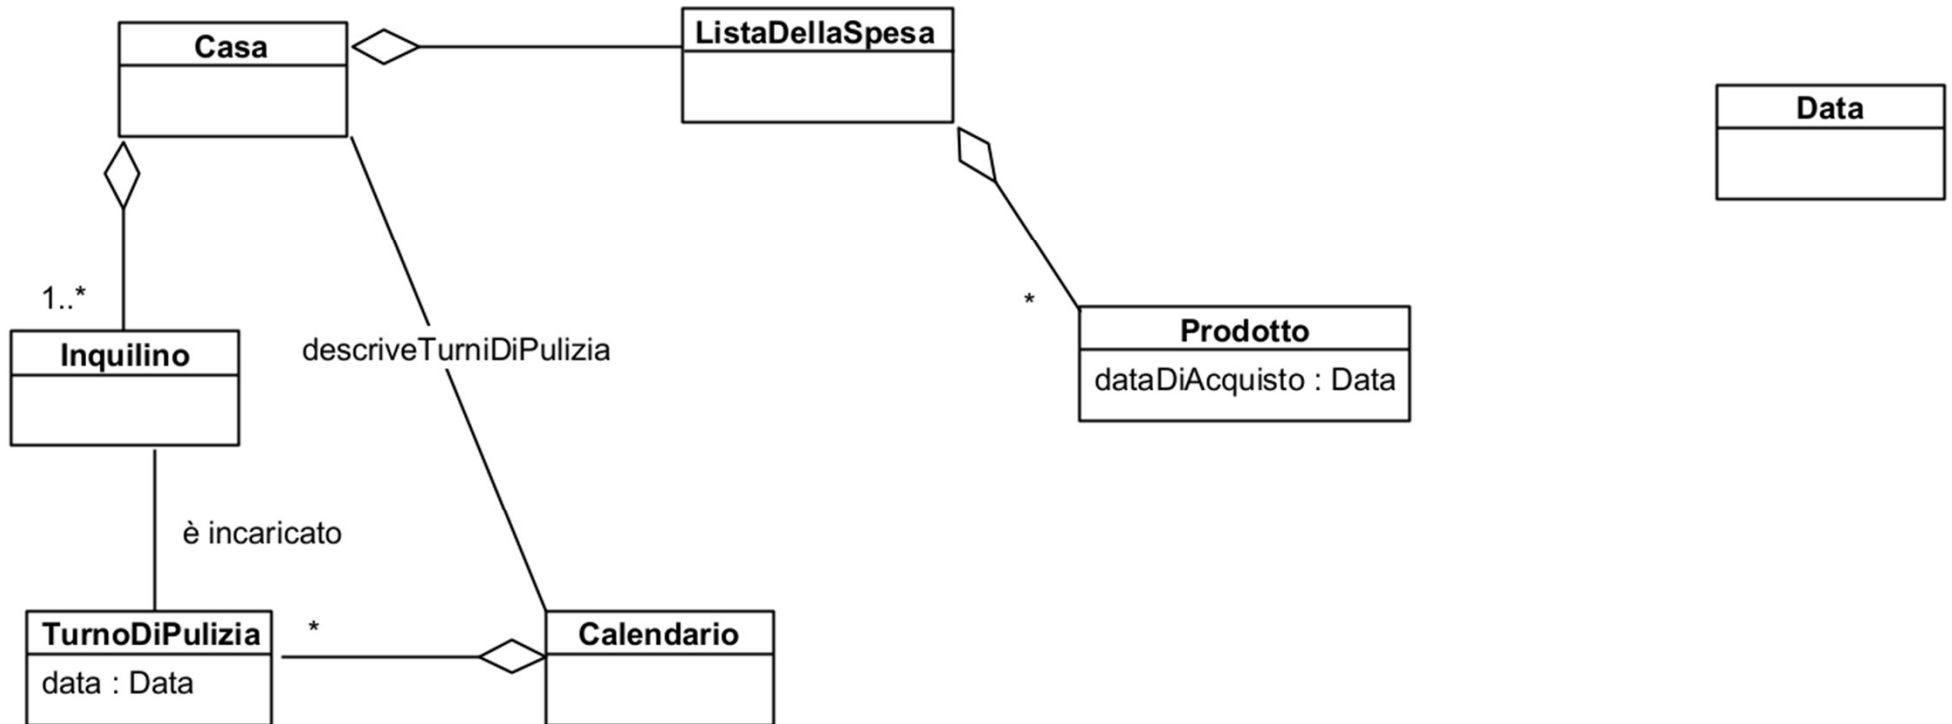 Casa
ListaDellaSpesa
Data
1..*
Inquilino
descriveTurniDiPulizia
*
Prodotto
dataDiAcquisto : Data
è incaricato
TurnoDiPulizia
data : Data
*
Calendario